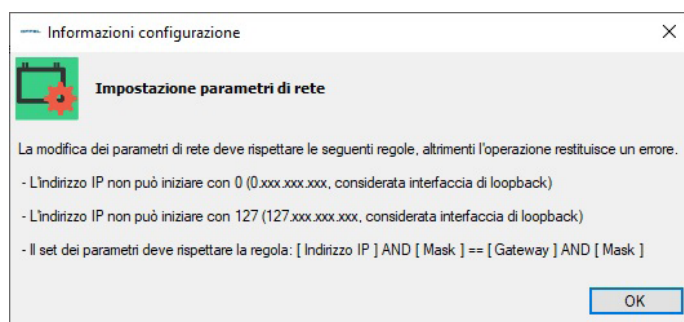 Informazioni configurazione
Impostazione parametri di rete
La modifica dei parametri di rete deve rispettare le seguenti regole, altrimenti l'operazione restituisce un errore.
- L'indirizzo IP non può iniziare con 0 (0.xxx.xxx.xxx, considerata interfaccia di loopback)
- L'indirizzo IP non può iniziare con 127 (127.xxx.xxx.xxx, considerata interfaccia di loopback)
- Il set dei parametri deve rispettare la regola: [ Indirizzo IP ] AND [ Mask ] == [ Gateway ] AND [ Mask ]
OK